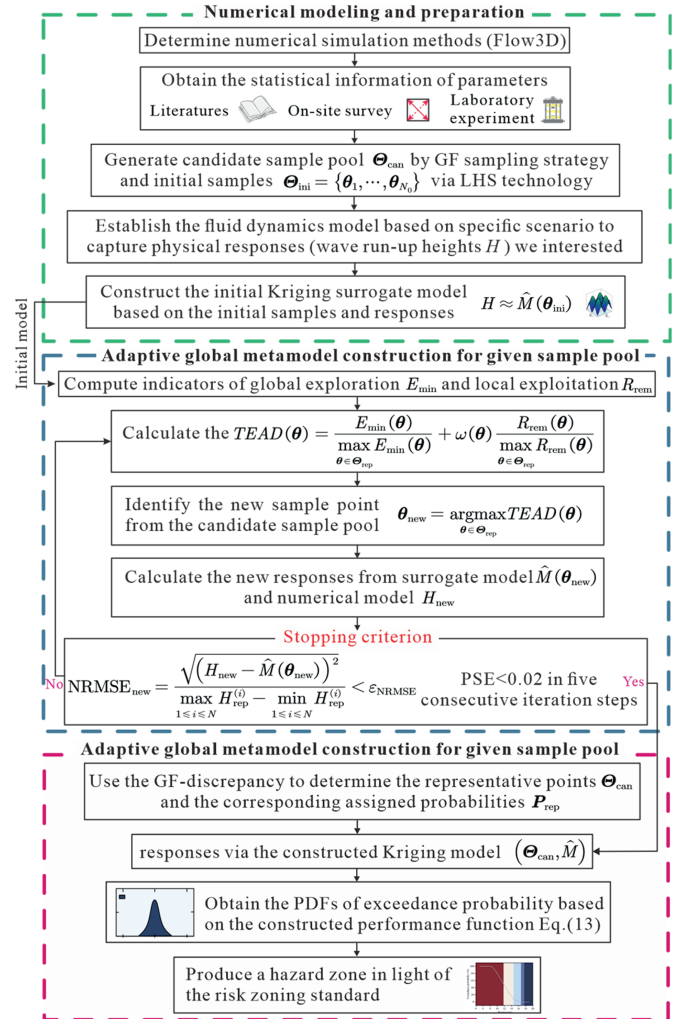 Numerical modeling and preparation
Determine numerical simulation methods (Flow3D)
Obtain the statistical information of parameters
Literatures On-site survey Laboratory experiment
Generate candidate sample pool Θcan by GF sampling strategy
and initial samples Θini = {θ1, ⋯, θN0} via LHS technology
Establish the fluid dynamics model based on specific scenario to
capture physical responses (wave run-up heights H) we interested
Construct the initial Kriging surrogate model
based on the initial samples and responses H ≈ M̂(θini)
Initial model
Adaptive global metamodel construction for given sample pool
Compute indicators of global exploration Emin and local exploitation Rrem
Calculate the TEAD(θ) = Emin(θ) / max θ∈Θrep Emin(θ) + ω(θ) Rrem(θ) / max θ∈Θrep Rrem(θ)
Identify the new sample point
from the candidate sample pool θnew = argmax θ∈Θrep TEAD(θ)
Calculate the new responses from surrogate model M̂(θnew)
and numerical model Hnew
Stopping criterion
No
NRMSEnew = √(Hnew − M̂(θnew))² / max 1⩽i⩽N Hrep(i) − min 1⩽i⩽N Hrep(i) < εNRMSE
PSE<0.02 in five
consecutive iteration steps
Yes
Adaptive global metamodel construction for given sample pool
Use the GF-discrepancy to determine the representative points Θcan
and the corresponding assigned probabilities Prep
responses via the constructed Kriging model (Θcan, M̂)
Obtain the PDFs of exceedance probability based
on the constructed performance function Eq.(13)
Produce a hazard zone in light of
the risk zoning standard